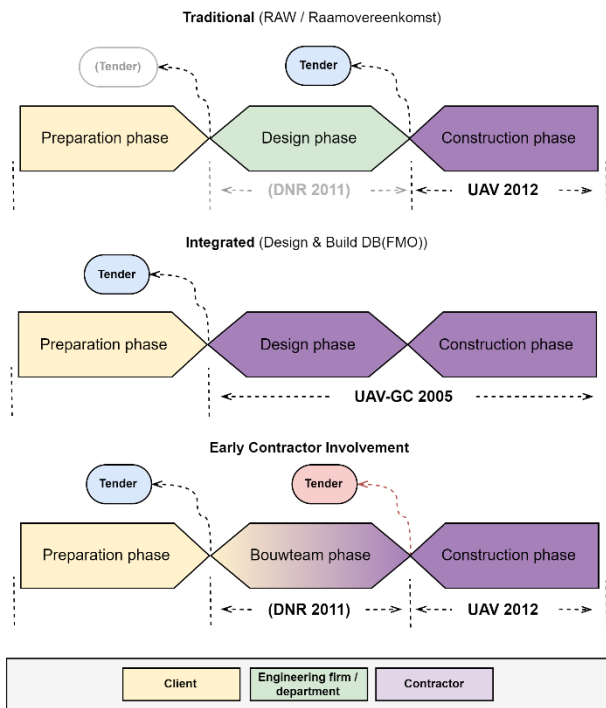 Traditional (RAW / Raamovereenkomst)
(Tender)
Tender
Preparation phase
Design phase
Construction phase
(DNR 2011)
UAV 2012
Integrated (Design & Build DB(FMO))
Tender
Preparation phase
Design phase
Construction phase
UAV-GC 2005
Early Contractor Involvement
Tender
Tender
Preparation phase
Bouwteam phase
Construction phase
(DNR 2011)
UAV 2012
Client
Engineering firm /
department
Contractor